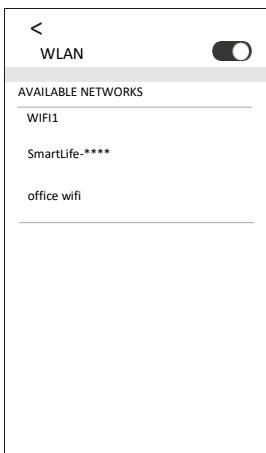 <
WLAN
AVAILABLE NETWORKS
WIFI1
SmartLife-****
office wifi